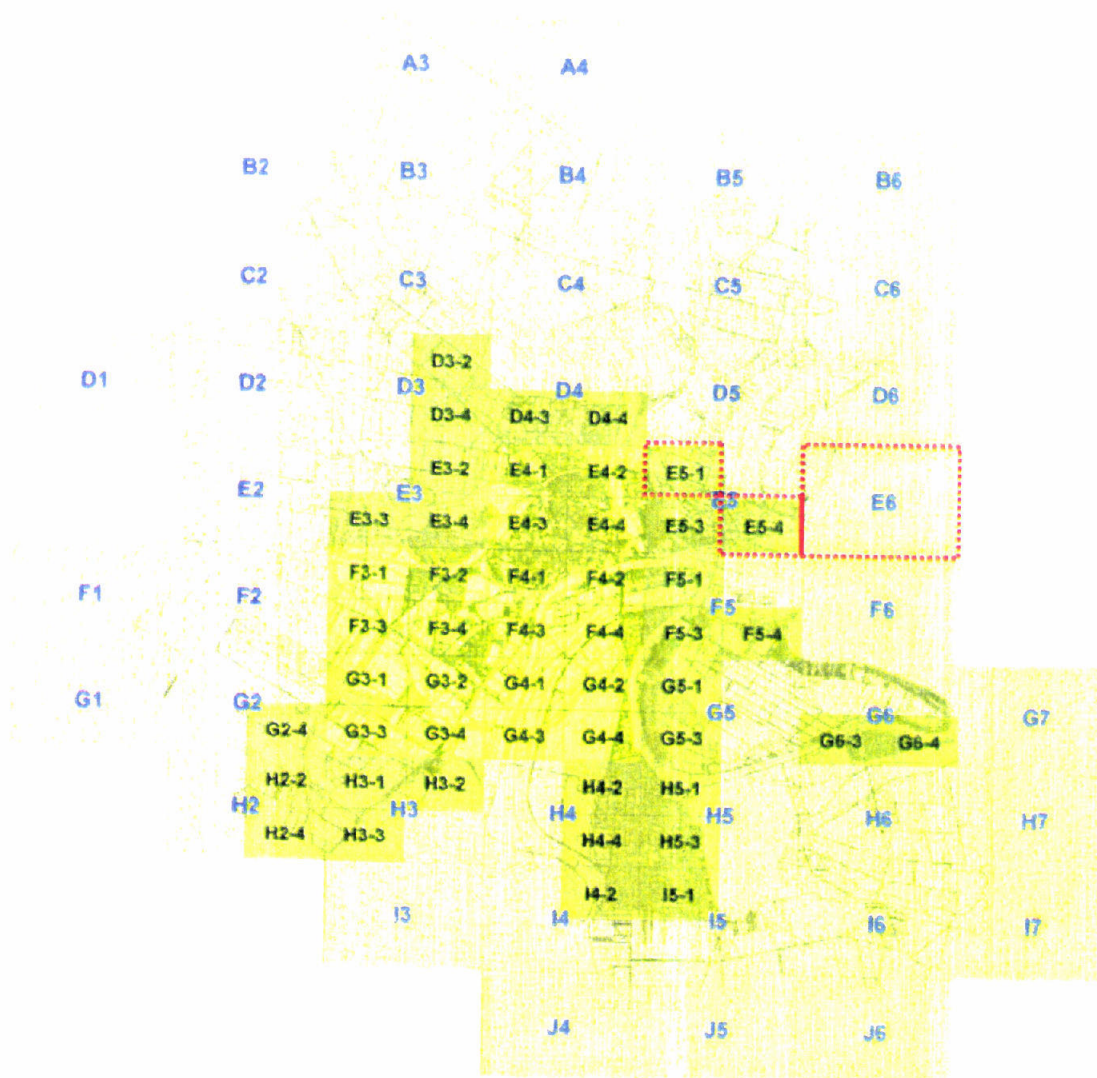 A3 A4
B2 B3 B4 B5 B6
C2 C3 C4 C5 C6
D3-2
D1 D2 D3 D4 D5 D6
D3-4 D4-3 D4-4
E3-2 E4-1 E4-2 E5-1
E2 E3 E5 E6
E3-3 E3-4 E4-3 E4-4 E5-3 E5-4
F3-1 F3-2 F4-1 F4-2 F5-1
F1 F2 F5 F6
F3-3 F3-4 F4-3 F4-4 F5-3 F5-4
G3-1 G3-2 G4-1 G4-2 G5-1
G1 G2 G5 G6 G7
G2-4 G3-3 G3-4 G4-3 G4-4 G5-3 G6-3 G6-4
H2-2 H3-1 H3-2 H4-2 H5-1
H2 H3 H4 H5 H6 H7
H2-4 H3-3 H4-4 H5-3
I4-2 I5-1
I3 I4 I5 I6 I7
J4 J5 J6